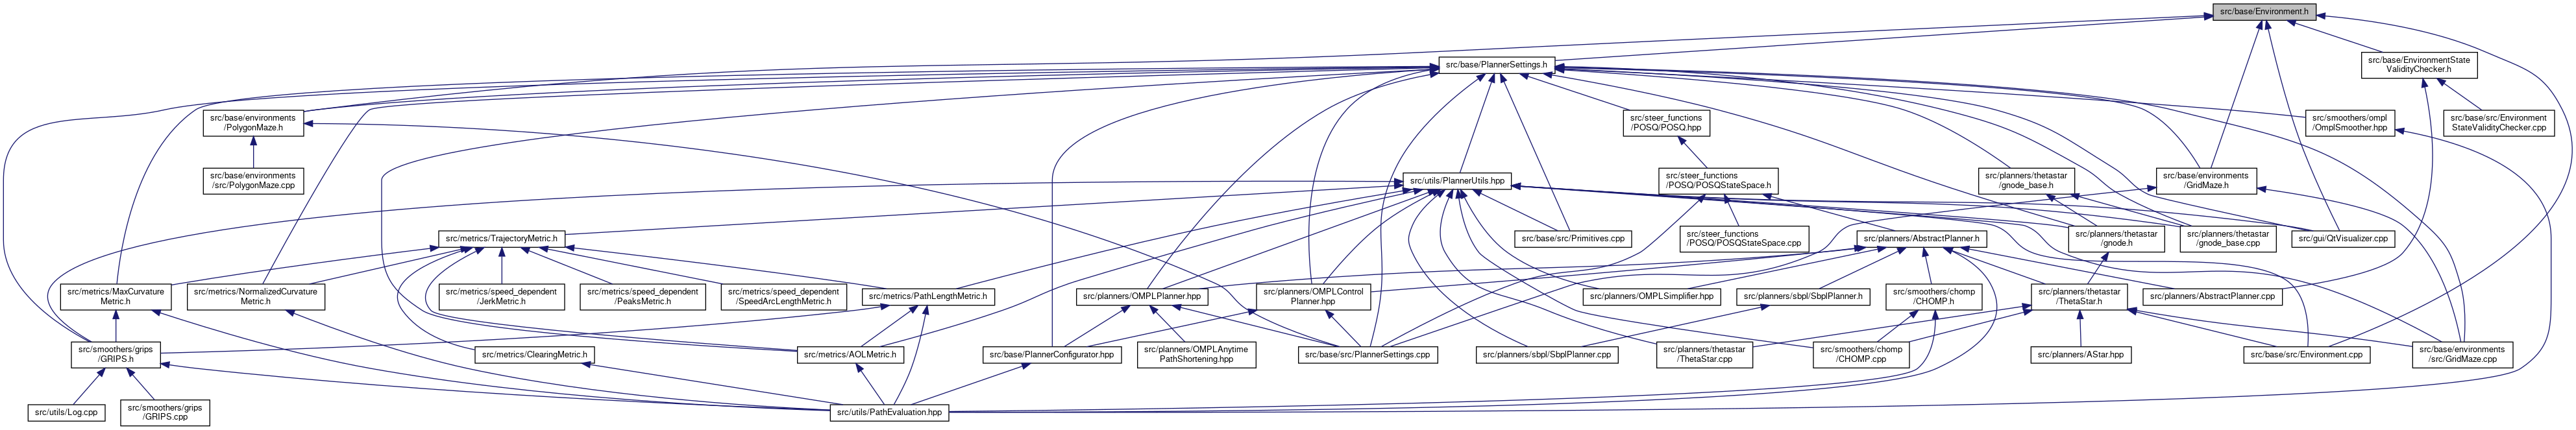 src/base/Environment.h
src/base/PlannerSettings.h
src/base/EnvironmentState
ValidityChecker.h
src/base/environments
/PolygonMaze.h
src/steer_functions
/POSQ/POSQ.hpp
src/smoothers/ompl
/OmplSmoother.hpp
src/base/src/Environment
StateValidityChecker.cpp
src/base/environments
/src/PolygonMaze.cpp
src/utils/PlannerUtils.hpp
src/steer_functions
/POSQ/POSQStateSpace.h
src/planners/thetastar
/gnode_base.h
src/base/environments
/GridMaze.h
src/metrics/TrajectoryMetric.h
src/base/src/Primitives.cpp
src/steer_functions
/POSQ/POSQStateSpace.cpp
src/planners/AbstractPlanner.h
src/planners/thetastar
/gnode.h
src/planners/thetastar
/gnode_base.cpp
src/gui/QtVisualizer.cpp
src/metrics/MaxCurvature
Metric.h
src/metrics/NormalizedCurvature
Metric.h
src/metrics/speed_dependent
/JerkMetric.h
src/metrics/speed_dependent
/PeaksMetric.h
src/metrics/speed_dependent
/SpeedArcLengthMetric.h
src/metrics/PathLengthMetric.h
src/planners/OMPLPlanner.hpp
src/planners/OMPLControl
Planner.hpp
src/planners/OMPLSimplifier.hpp
src/planners/sbpl/SbplPlanner.h
src/smoothers/chomp
/CHOMP.h
src/planners/thetastar
/ThetaStar.h
src/planners/AbstractPlanner.cpp
src/smoothers/grips
/GRIPS.h
src/metrics/ClearingMetric.h
src/metrics/AOLMetric.h
src/base/PlannerConfigurator.hpp
src/planners/OMPLAnytime
PathShortening.hpp
src/base/src/PlannerSettings.cpp
src/planners/sbpl/SbplPlanner.cpp
src/planners/thetastar
/ThetaStar.cpp
src/smoothers/chomp
/CHOMP.cpp
src/planners/AStar.hpp
src/base/src/Environment.cpp
src/base/environments
/src/GridMaze.cpp
src/utils/Log.cpp
src/smoothers/grips
/GRIPS.cpp
src/utils/PathEvaluation.hpp